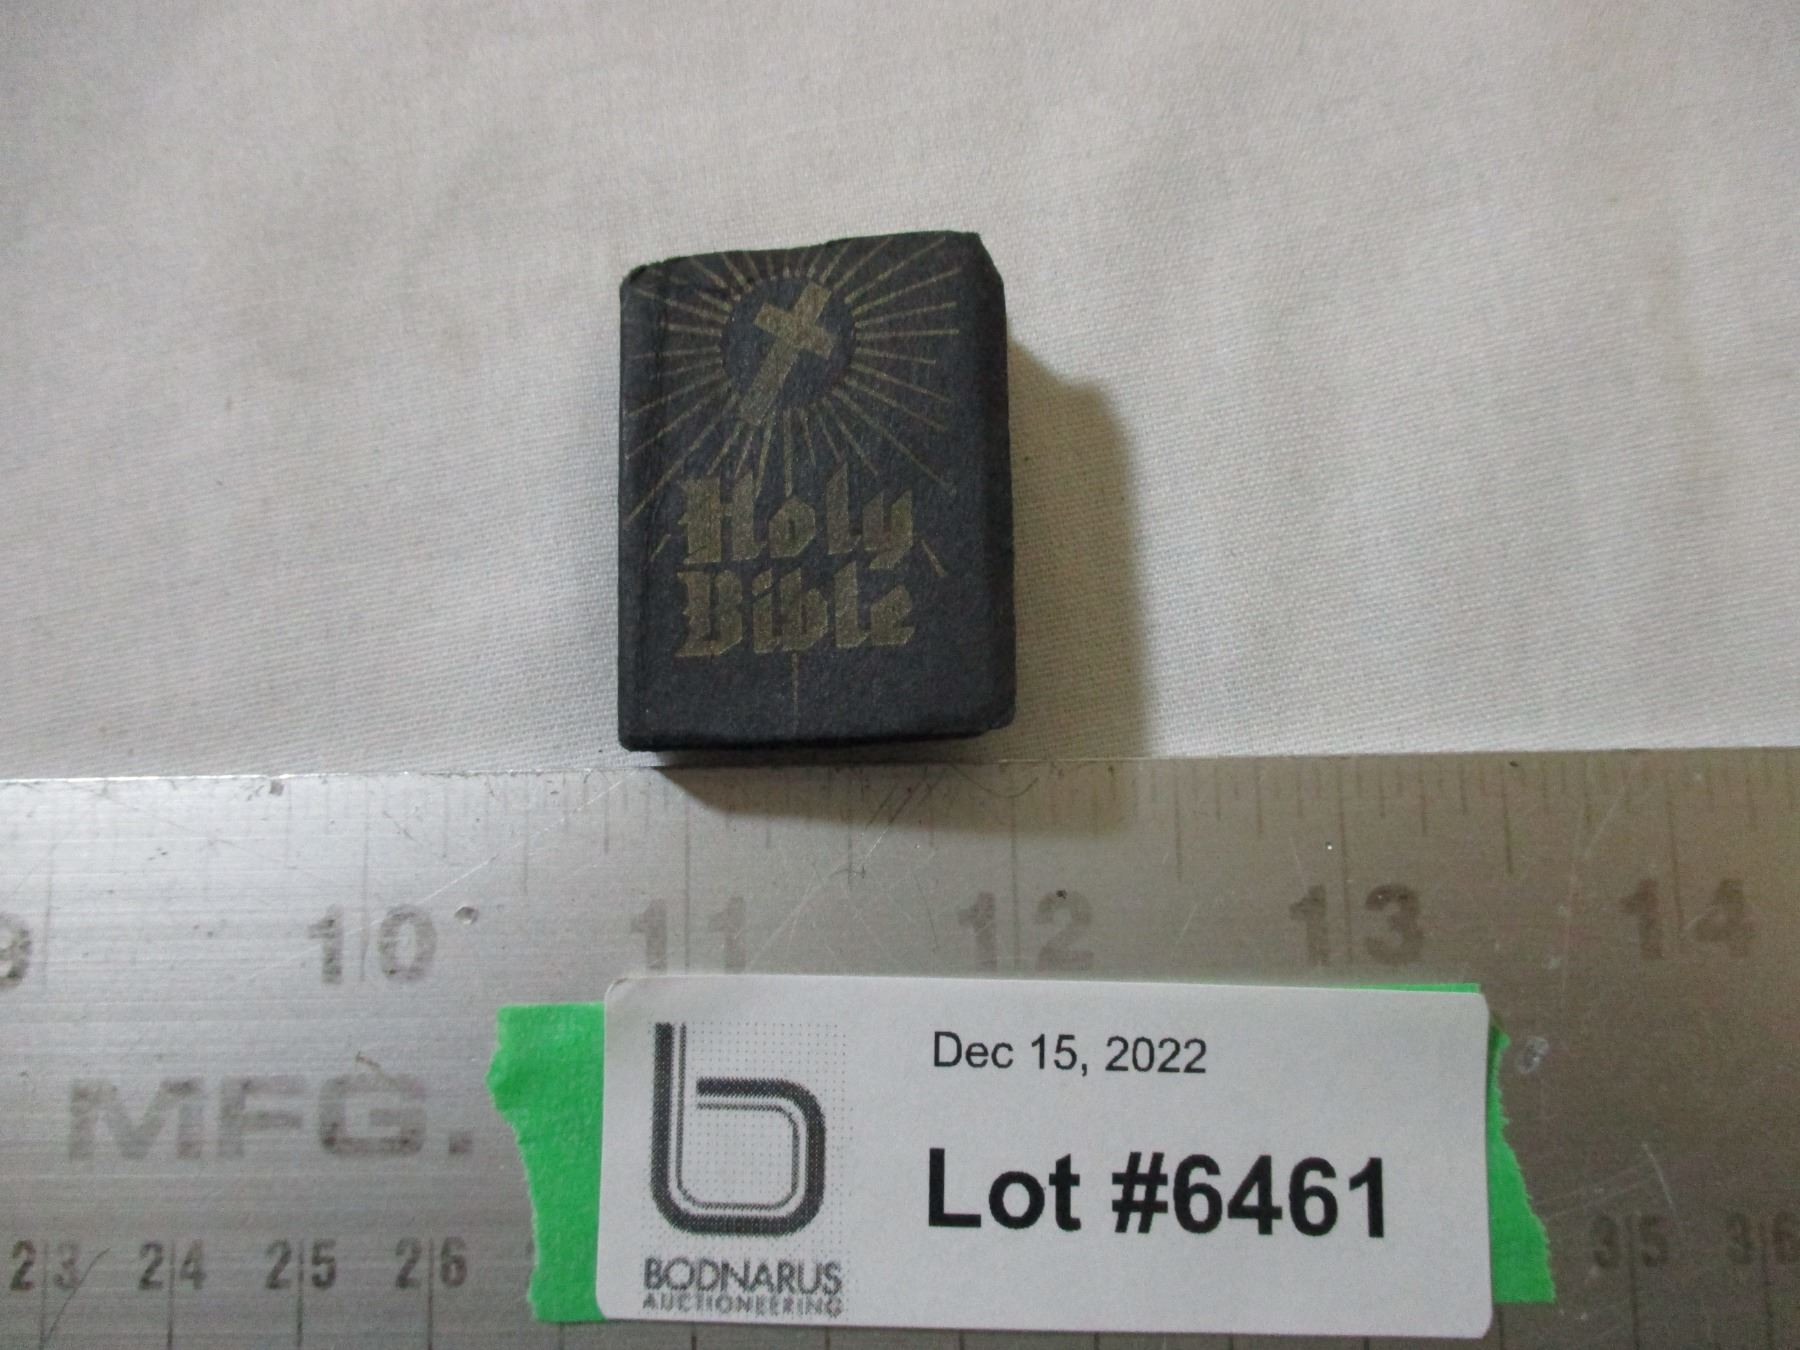 Holy
Bible
9 10 11 12 13 14
MFG.
Dec 15, 2022
Lot #6461
BODNARUS
AUCTIONEERING
23 24 25 26 35 36